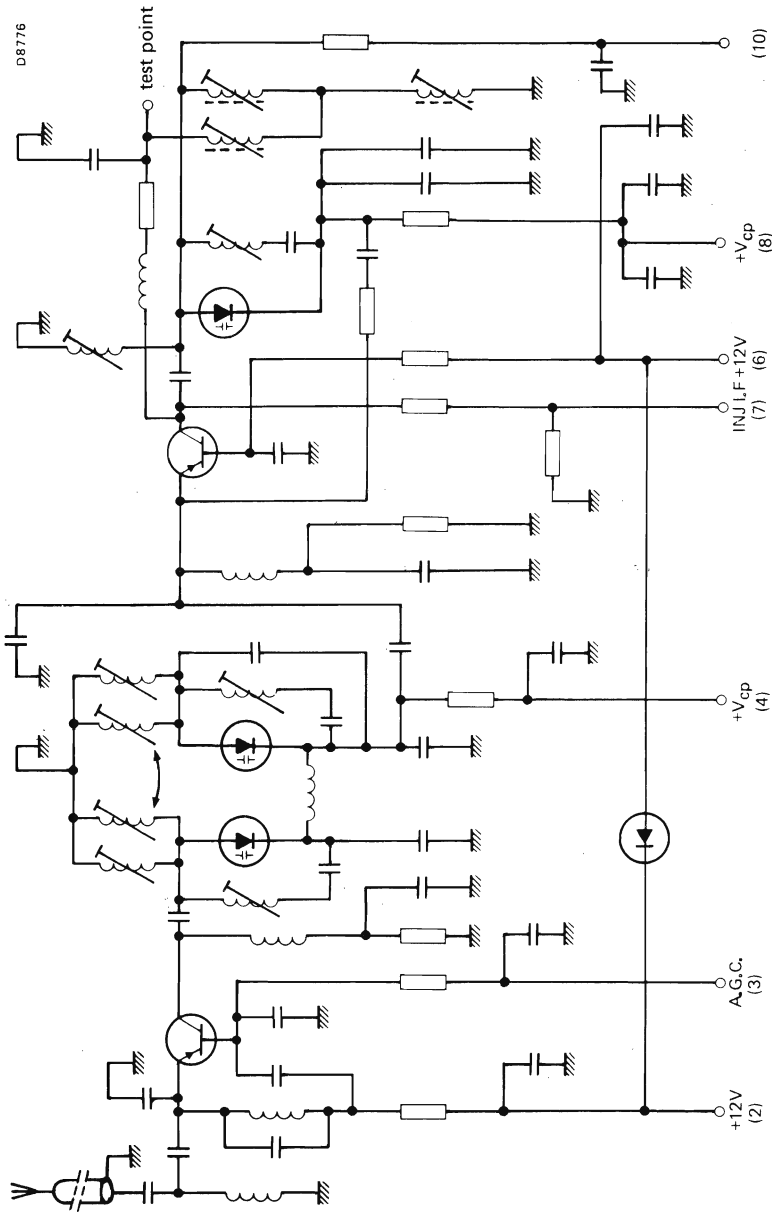 D8776
test point
+12V
(2)
A.G.C.
(3)
+Vcp
(4)
INJ I.F
(7)
+12V
(6)
+Vcp
(8)
(10)